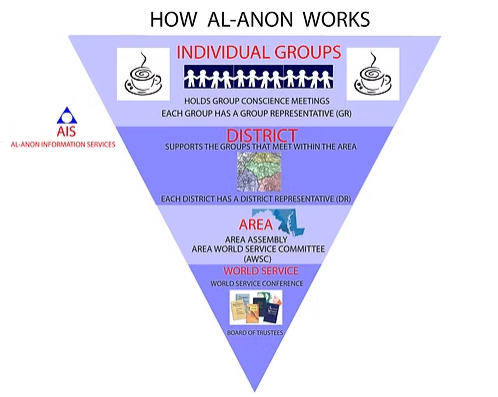 HOW AL-ANON WORKS
INDIVIDUAL GROUPS
HOLDS GROUP CONSCIENCE MEETINGS
EACH GROUP HAS A GROUP REPRESENTATIVE (GR)
AIS
AL-ANON INFORMATION SERVICES
DISTRICT
SUPPORTS THE GROUPS THAT MEET WITHIN THE AREA
EACH DISTRICT HAS A DISTRICT REPRESENTATIVE (DR)
AREA
AREA ASSEMBLY
AREA WORLD SERVICE COMMITTEE
(AWSC)
WORLD SERVICE
WORLD SERVICE CONFERENCE
BOARD OF TRUSTEES